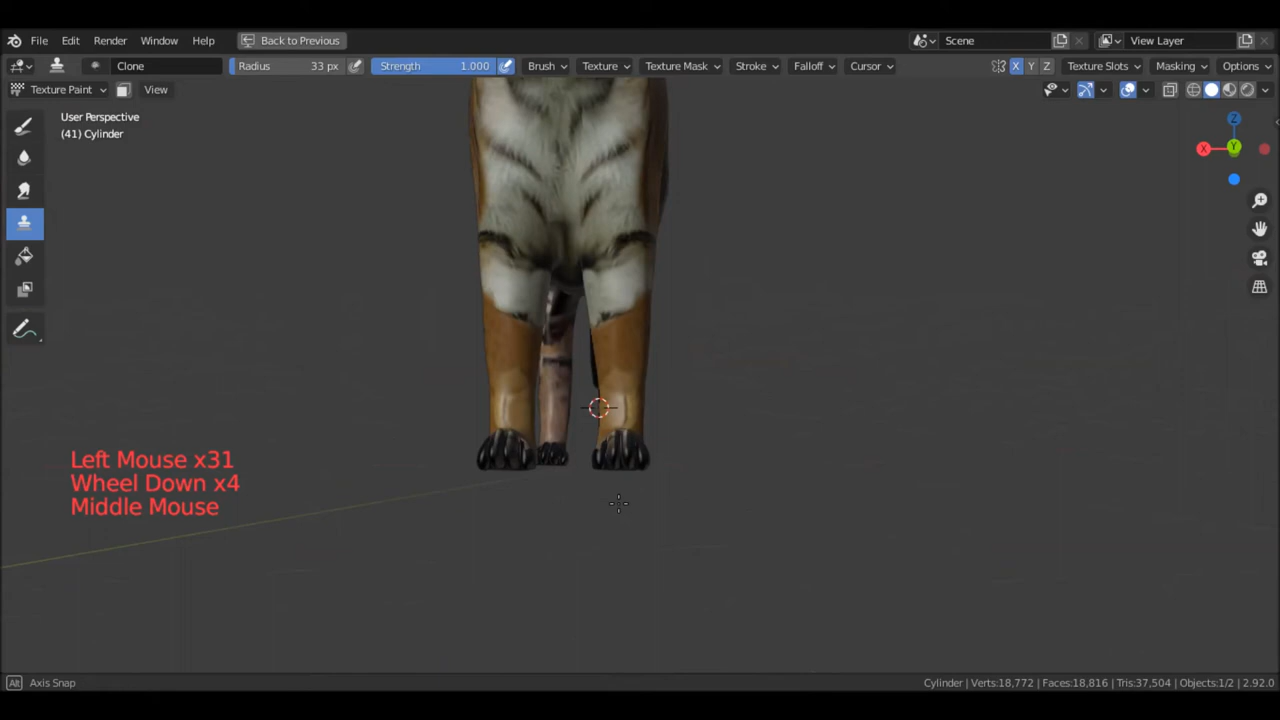 File Edit Render Window Help Back to Previous Scene View Layer
Clone Radius 33 px Strength 1.000 Brush Texture Texture Mask Stroke Falloff Cursor X Y Z Texture Slots Masking Options
Texture Paint View
User Perspective
(41) Cylinder
Z
X Y
Left Mouse x31
Wheel Down x4
Middle Mouse
Alt Axis Snap Cylinder | Verts:18,772 | Faces:18,816 | Tris:37,504 | Objects:1/2 | 2.92.0